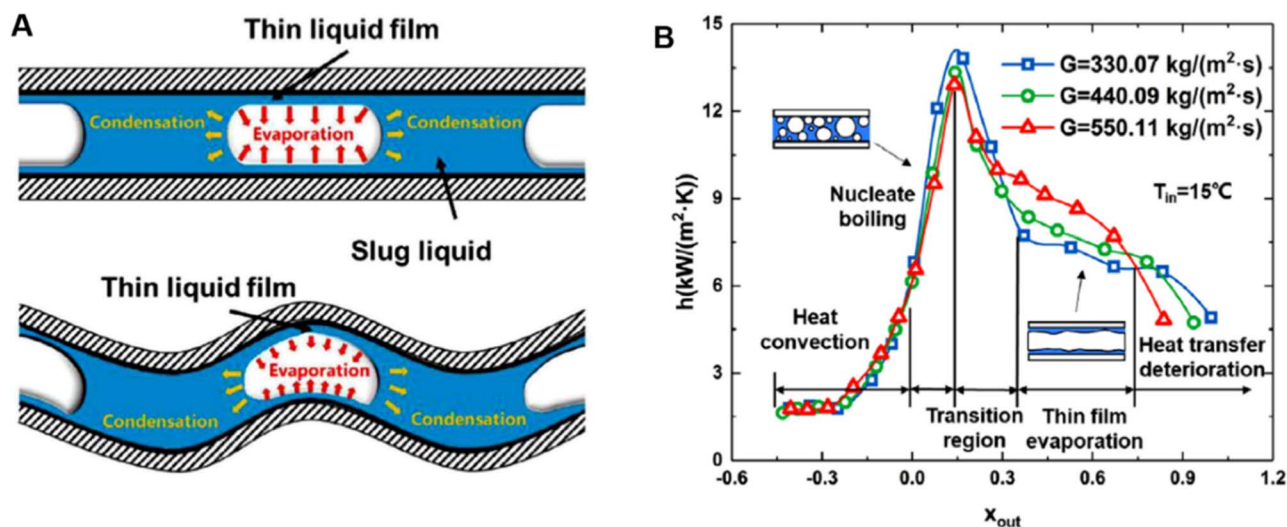 A
Thin liquid film
Condensation
Evaporation
Condensation
Slug liquid
Thin liquid film
Evaporation
Condensation
Condensation
B
h(kW/(m²·K)
15
12
9
6
3
0
G=330.07 kg/(m²·s)
G=440.09 kg/(m²·s)
G=550.11 kg/(m²·s)
Tin=15℃
Nucleate
boiling
Heat
convection
Transition
region
Thin film
evaporation
Heat transfer
deterioration
-0.6
-0.3
0.0
0.3
0.6
0.9
1.2
xout